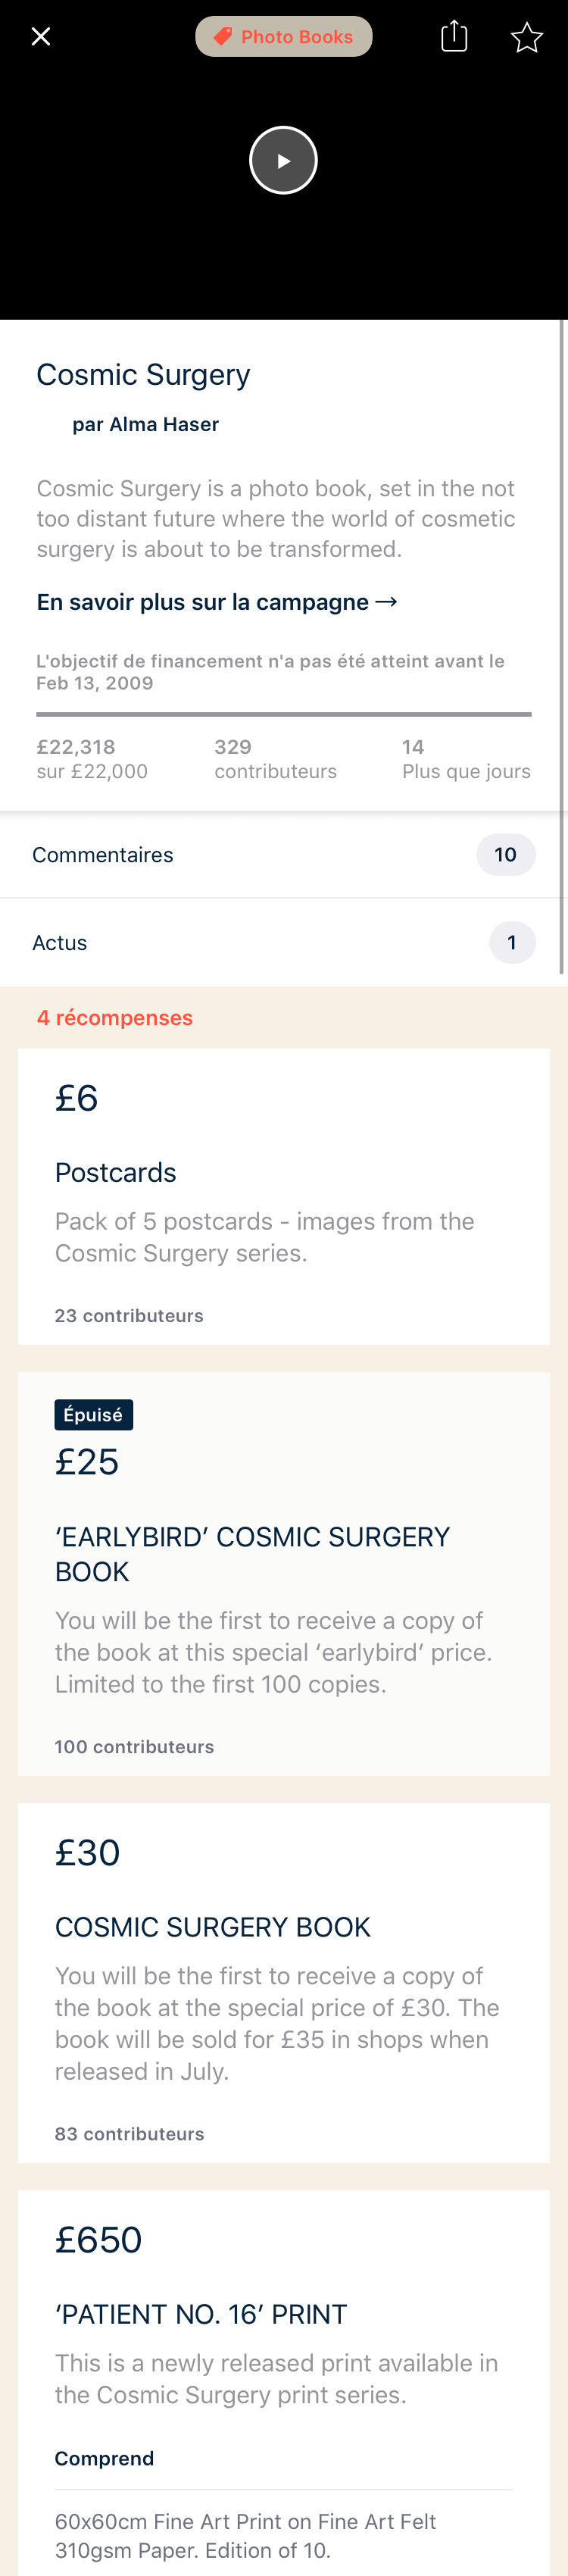 Photo Books
Cosmic Surgery
par Alma Haser
Cosmic Surgery is a photo book, set in the not
too distant future where the world of cosmetic
surgery is about to be transformed.
En savoir plus sur la campagne →
L'objectif de financement n'a pas été atteint avant le
Feb 13, 2009
£22,318
sur £22,000
329
contributeurs
14
Plus que jours
Commentaires
10
Actus
1
4 récompenses
£6
Postcards
Pack of 5 postcards - images from the
Cosmic Surgery series.
23 contributeurs
Épuisé
£25
‘EARLYBIRD’ COSMIC SURGERY
BOOK
You will be the first to receive a copy of
the book at this special ‘earlybird’ price.
Limited to the first 100 copies.
100 contributeurs
£30
COSMIC SURGERY BOOK
You will be the first to receive a copy of
the book at the special price of £30. The
book will be sold for £35 in shops when
released in July.
83 contributeurs
£650
‘PATIENT NO. 16’ PRINT
This is a newly released print available in
the Cosmic Surgery print series.
Comprend
60x60cm Fine Art Print on Fine Art Felt
310gsm Paper. Edition of 10.